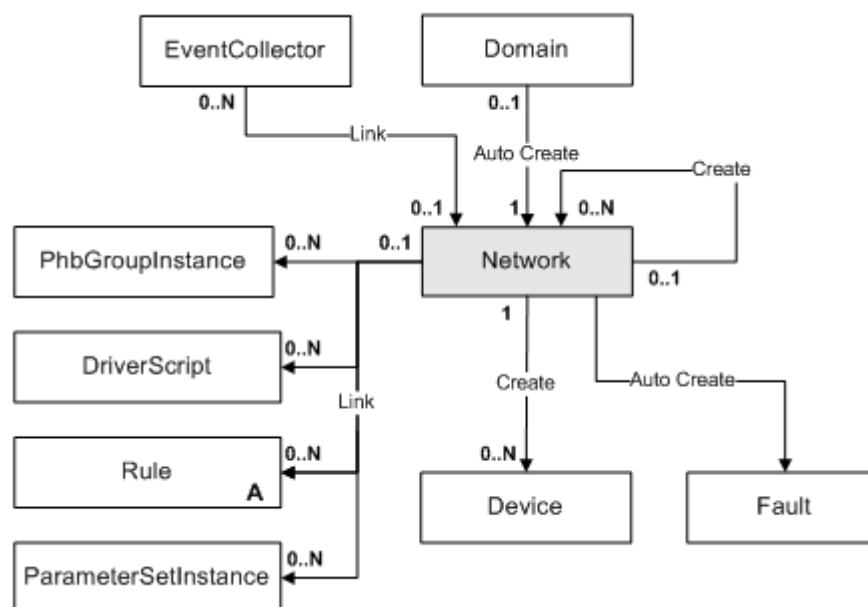 EventCollector
Domain
0..N
0..1
Link
Auto Create
Create
0..1
1
0..N
0..N
0..1
PhbGroupInstance
Network
0..1
1
0..N
DriverScript
Link
Create
Auto Create
0..N
0..N
Rule
A
Device
Fault
0..N
ParameterSetInstance